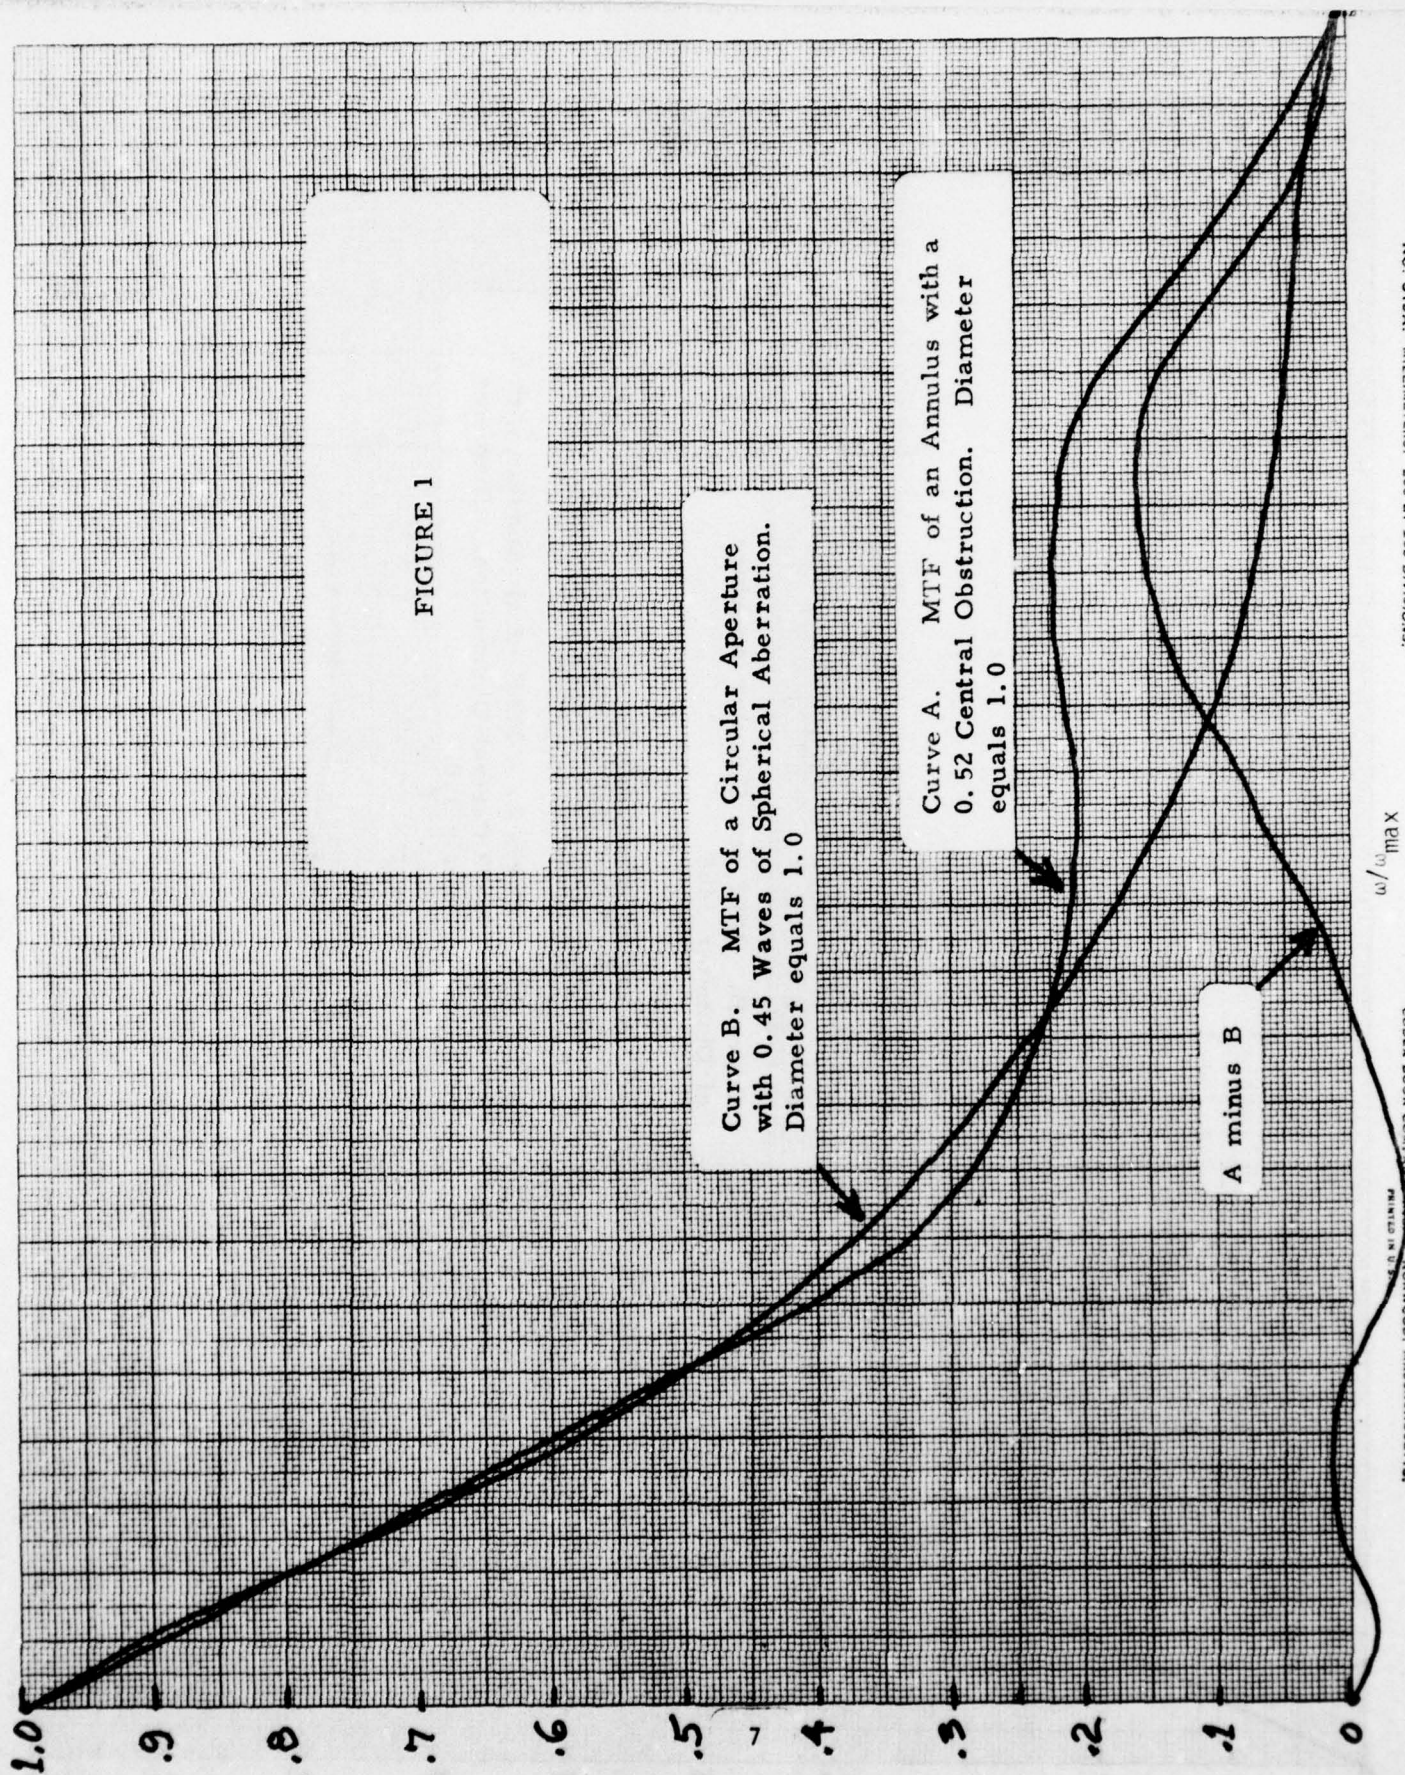 FIGURE 1
Curve B. MTF of a Circular Aperture
with 0.45 Waves of Spherical Aberration.
Diameter equals 1.0
Curve A. MTF of an Annulus with a
0.52 Central Obstruction. Diameter
equals 1.0
A minus B
1.0
.9
.8
.7
.6
.5
.4
.3
.2
.1
0
7
ω/ωmax
PRINTED IN U.S.